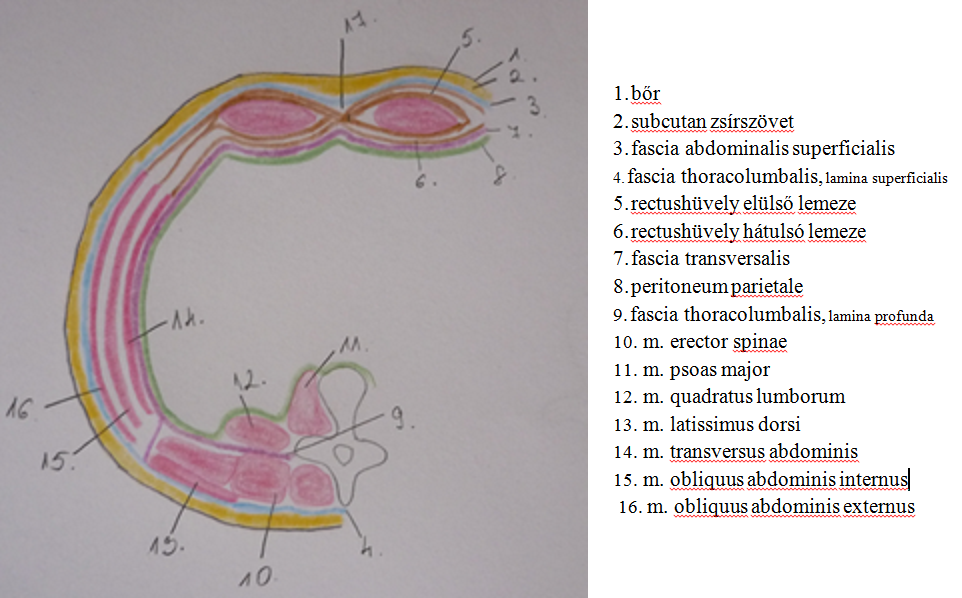 17.
5.
1.
2.
3.
7.
6.
8.
14.
11.
12.
16.
9.
15.
13.
10.
4.
1. bőr
2. subcutan zsírszövet
3. fascia abdominalis superficialis
4. fascia thoracolumbalis, lamina superficialis
5. rectushüvely elülső lemeze
6. rectushüvely hátulsó lemeze
7. fascia transversalis
8. peritoneum parietale
9. fascia thoracolumbalis, lamina profunda
10. m. erector spinae
11. m. psoas major
12. m. quadratus lumborum
13. m. latissimus dorsi
14. m. transversus abdominis
15. m. obliquus abdominis internus
16. m. obliquus abdominis externus